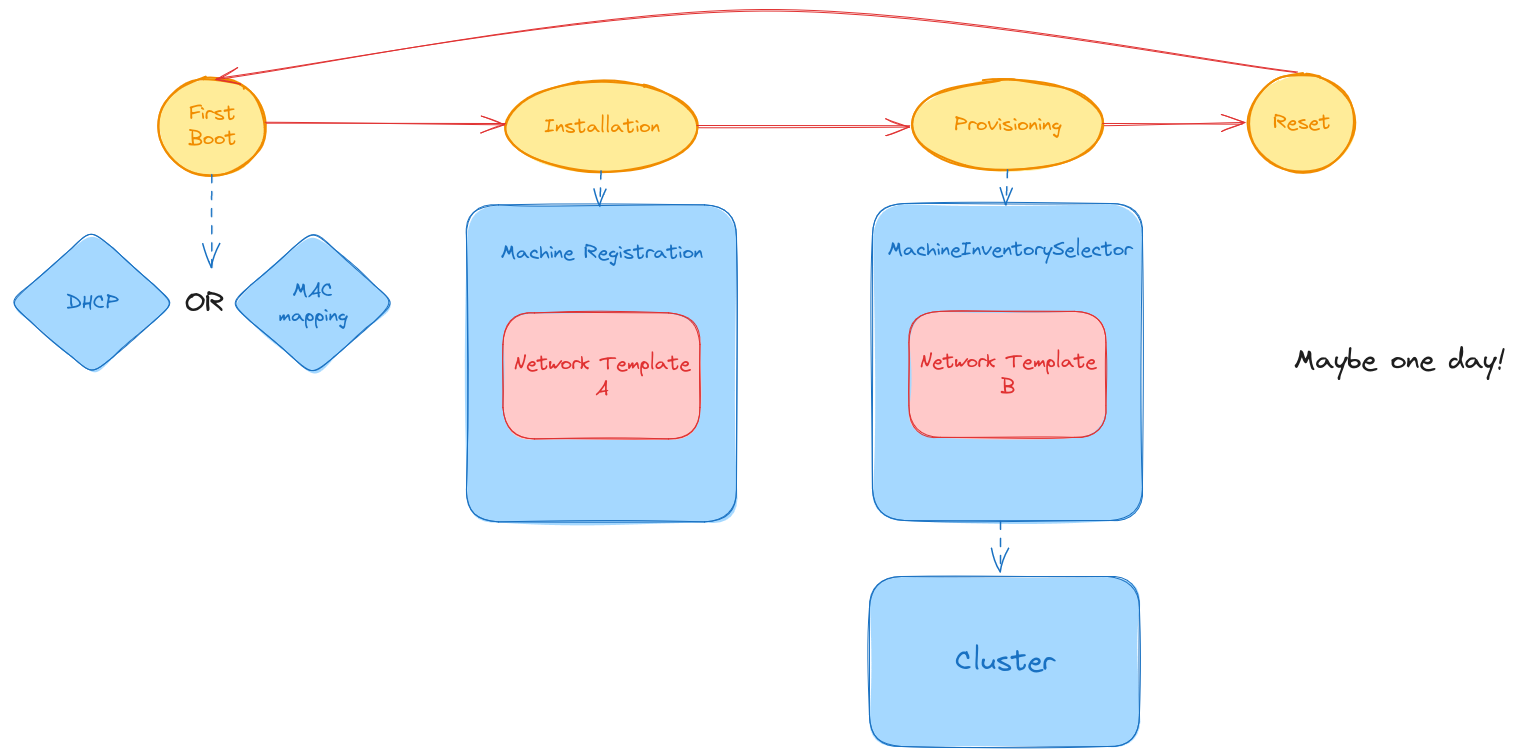 First
Boot
Installation
Provisioning
Reset
DHCP
OR
MAC
mapping
Machine Registration
Network Template
A
MachineInventorySelector
Network Template
B
Maybe one day!
Cluster